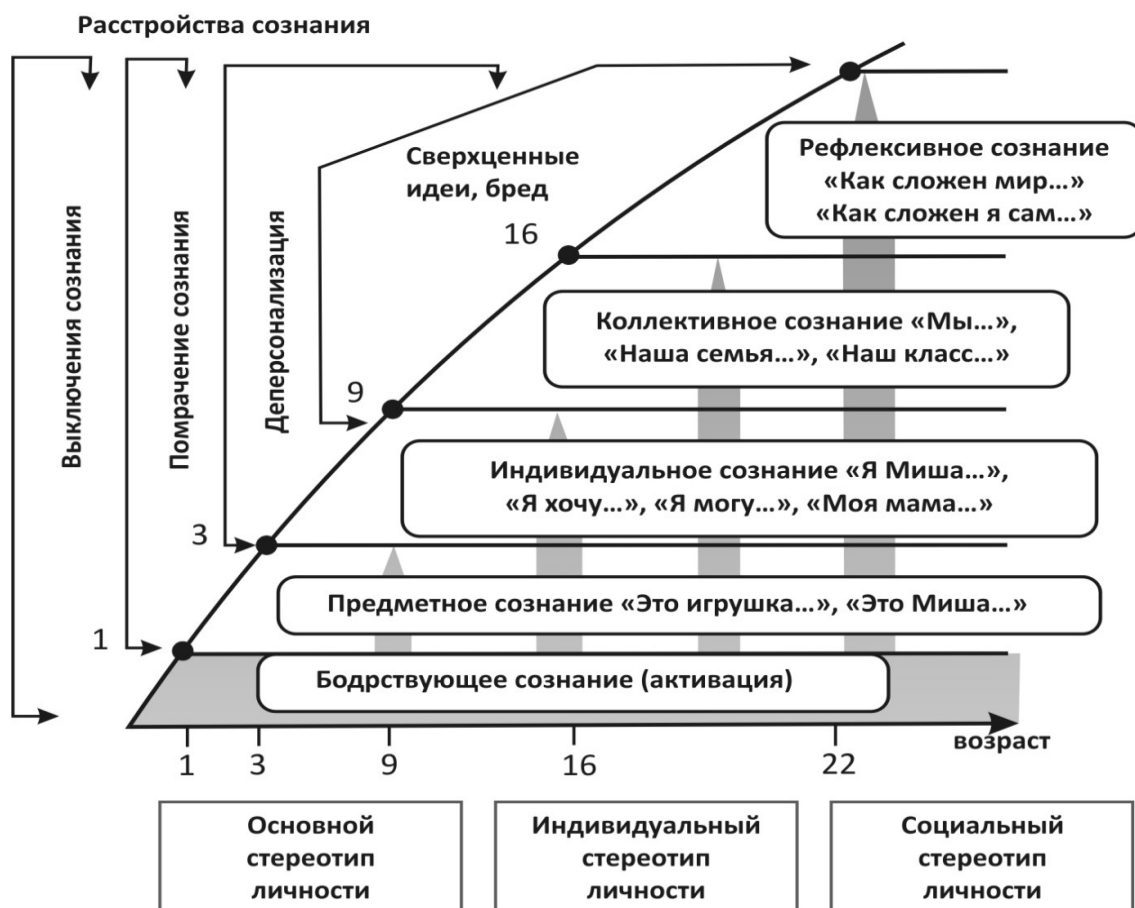 Расстройства сознания
Выключения сознания
Помрачение сознания
Деперсонализация
Сверхценные
идеи, бред
Рефлексивное сознание
«Как сложен мир…»
«Как сложен я сам…»
16
Коллективное сознание «Мы…»,
«Наша семья…», «Наш класс…»
9
Индивидуальное сознание «Я Миша…»,
«Я хочу…», «Я могу…», «Моя мама…»
3
Предметное сознание «Это игрушка…», «Это Миша…»
1
Бодрствующее сознание (активация)
возраст
1 3 9 16 22
Основной
стереотип
личности
Индивидуальный
стереотип
личности
Социальный
стереотип
личности